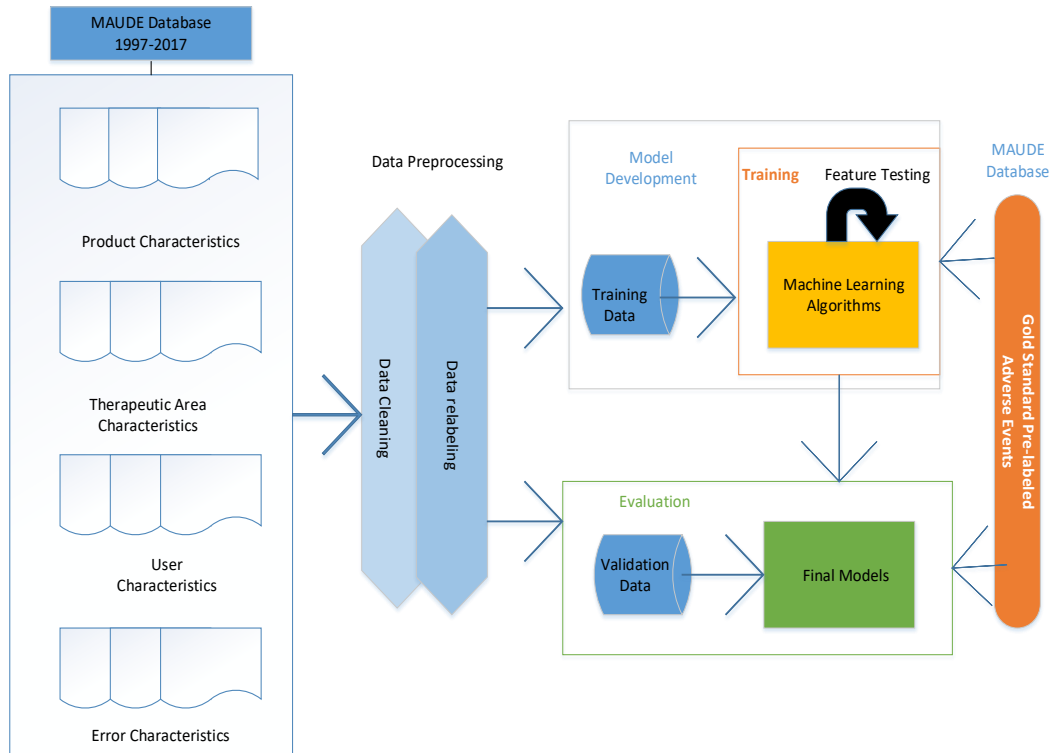 MAUDE Database
1997-2017
Product Characteristics
Therapeutic Area
Characteristics
User
Characteristics
Error Characteristics
Data Preprocessing
Data Cleaning
Data relabeling
Model
Development
Training
Feature Testing
Training
Data
Machine Learning
Algorithms
Evaluation
Validation
Data
Final Models
MAUDE
Database
Gold Standard Pre-labeled
Adverse Events